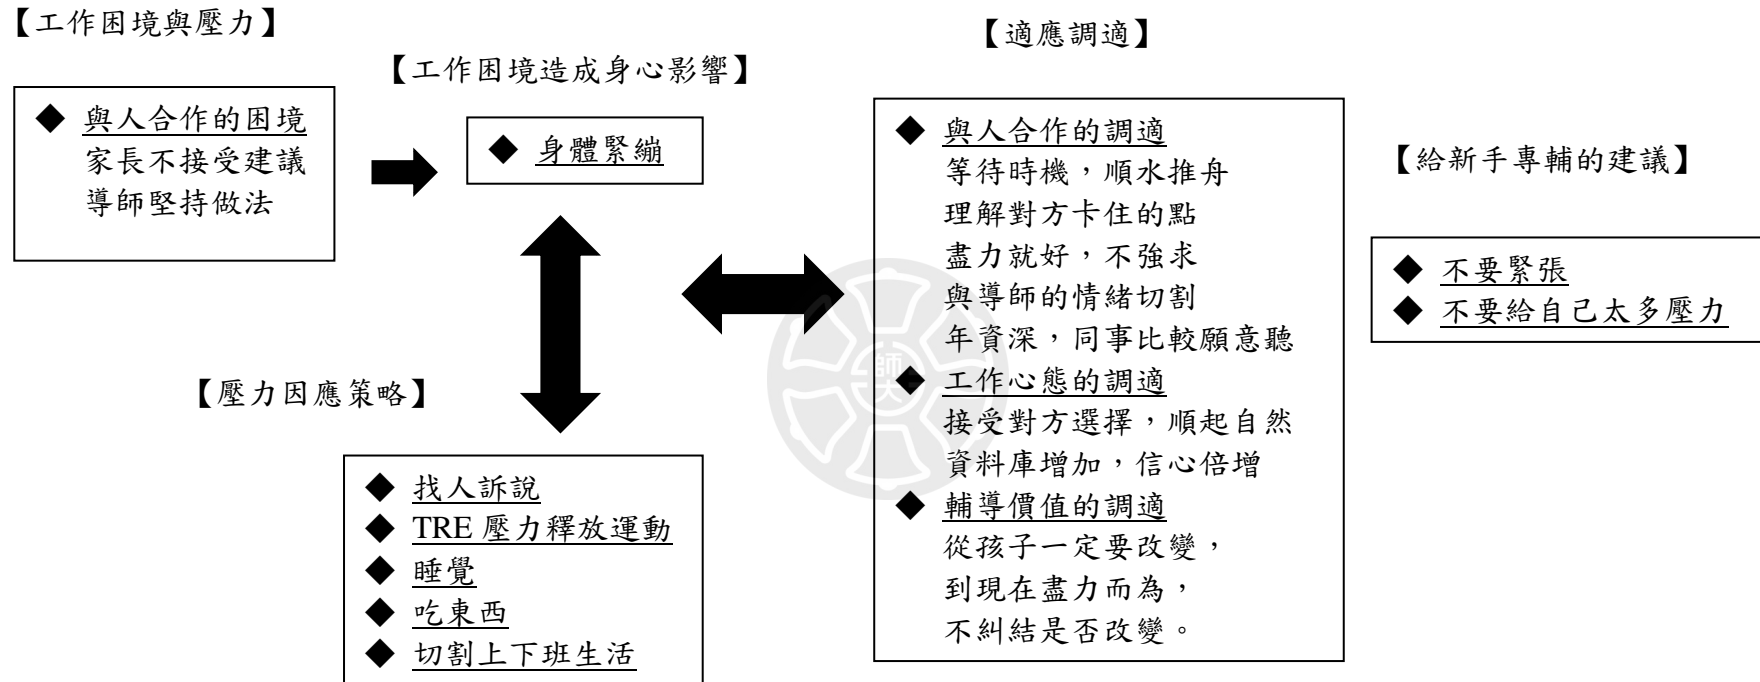 【工作困境與壓力】
◆ 與人合作的困境
家長不接受建議
導師堅持做法
【工作困境造成身心影響】
◆ 身體緊繃
【壓力因應策略】
◆ 找人訴說
◆ TRE 壓力釋放運動
◆ 睡覺
◆ 吃東西
◆ 切割上下班生活
【適應調適】
◆ 與人合作的調適
等待時機，順水推舟
理解對方卡住的點
盡力就好，不強求
與導師的情緒切割
年資深，同事比較願意聽
◆ 工作心態的調適
接受對方選擇，順起自然
資料庫增加，信心倍增
◆ 輔導價值的調適
從孩子一定要改變，
到現在盡力而為，
不糾結是否改變。
【給新手專輔的建議】
◆ 不要緊張
◆ 不要給自己太多壓力
師大